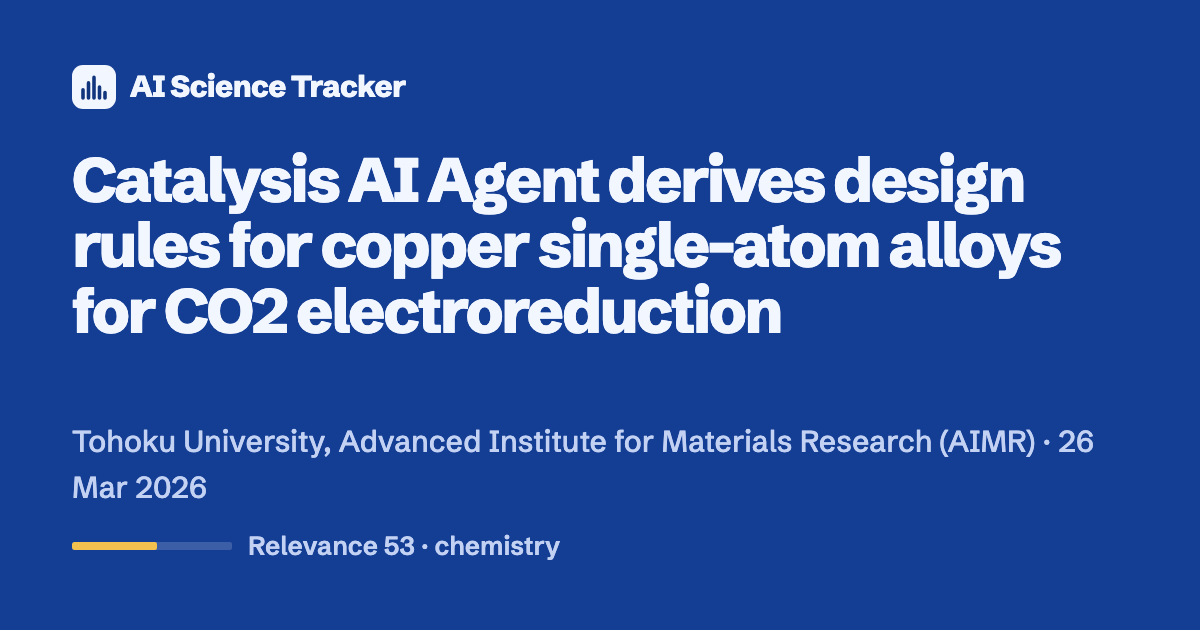 AI Science Tracker
Catalysis AI Agent derives design
rules for copper single-atom alloys
for CO2 electroreduction
Tohoku University, Advanced Institute for Materials Research (AIMR) · 26
Mar 2026
Relevance 53 · chemistry